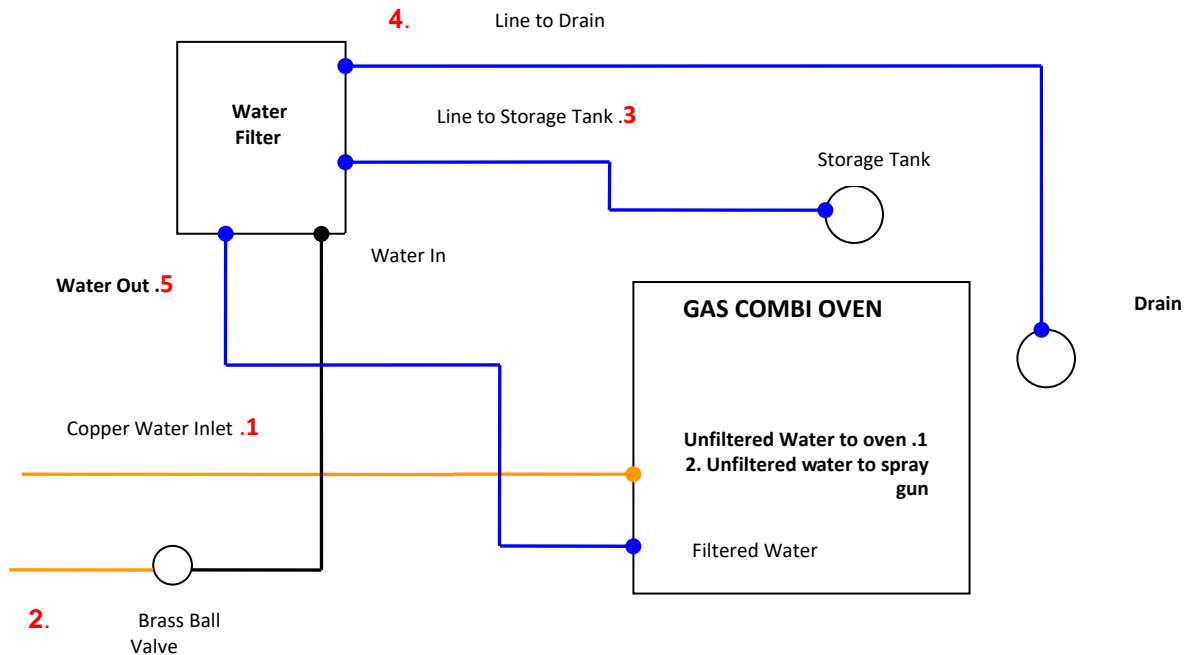 4. Line to Drain
Water
Filter
Line to Storage Tank .3
Storage Tank
Water In
Water Out .5
GAS COMBI OVEN
Drain
Copper Water Inlet .1
Unfiltered Water to oven .1
2. Unfiltered water to spray
gun
Filtered Water
2. Brass Ball
Valve